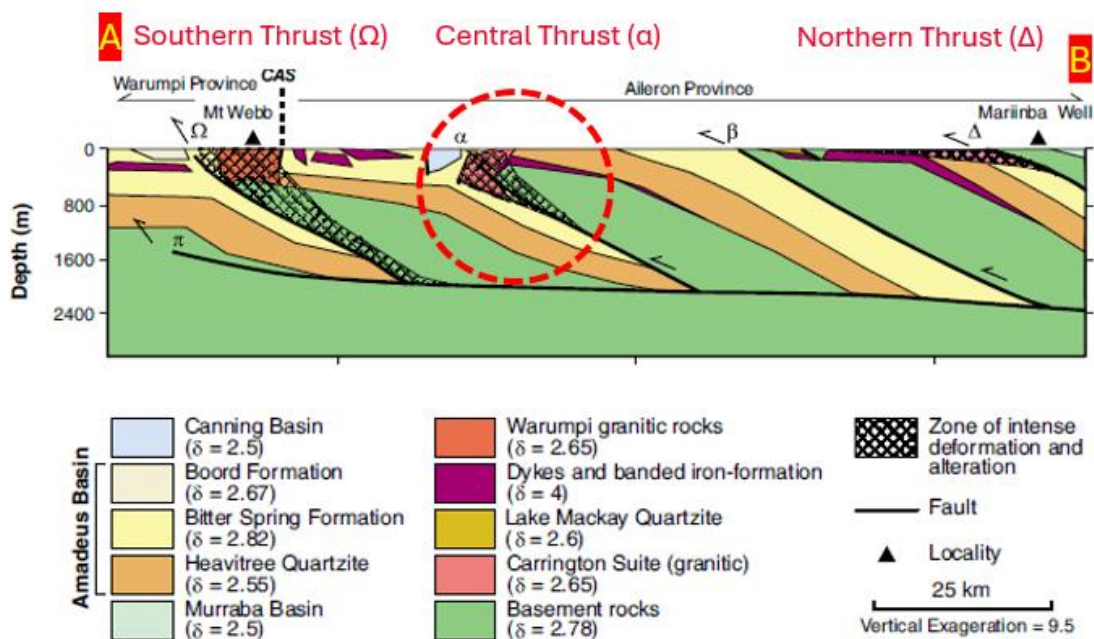 A Southern Thrust (Ω) Central Thrust (α) Northern Thrust (Δ) B
Warumpi Province CAS Aileron Province
Mt Webb Mariinba Well
Ω α β Δ
0
800
1600
2400
Depth (m)
π
Amadeus Basin
Canning Basin
(δ = 2.5)
Boord Formation
(δ = 2.67)
Bitter Spring Formation
(δ = 2.82)
Heavitree Quartzite
(δ = 2.55)
Murraba Basin
(δ = 2.5)
Warumpi granitic rocks
(δ = 2.65)
Dykes and banded iron-formation
(δ = 4)
Lake Mackay Quartzite
(δ = 2.6)
Carrington Suite (granitic)
(δ = 2.65)
Basement rocks
(δ = 2.78)
Zone of intense
deformation and
alteration
Fault
Locality
25 km
Vertical Exageration = 9.5